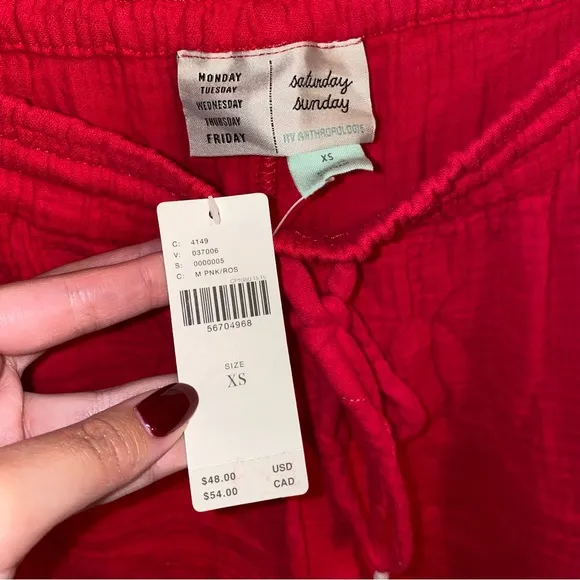 MONDAY
TUESDAY
WEDNESDAY
THURSDAY
FRIDAY
saturday
sunday
BY ANTHROPOLOGIE
XS
C: 4149
V: 037006
S: 0000005
C: M PNK/ROS
56704968
SIZE
XS
$48.00 USD
$54.00 CAD